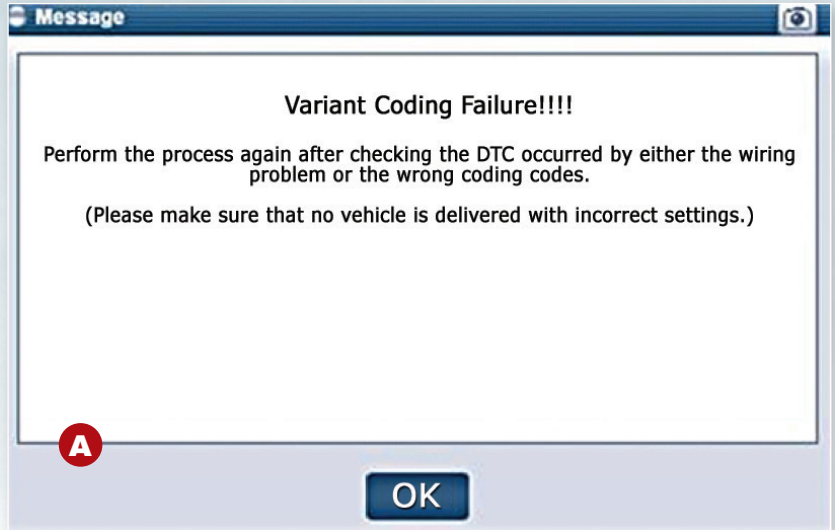 Message
Variant Coding Failure!!!!
Perform the process again after checking the DTC occurred by either the wiring
problem or the wrong coding codes.
(Please make sure that no vehicle is delivered with incorrect settings.)
A
OK